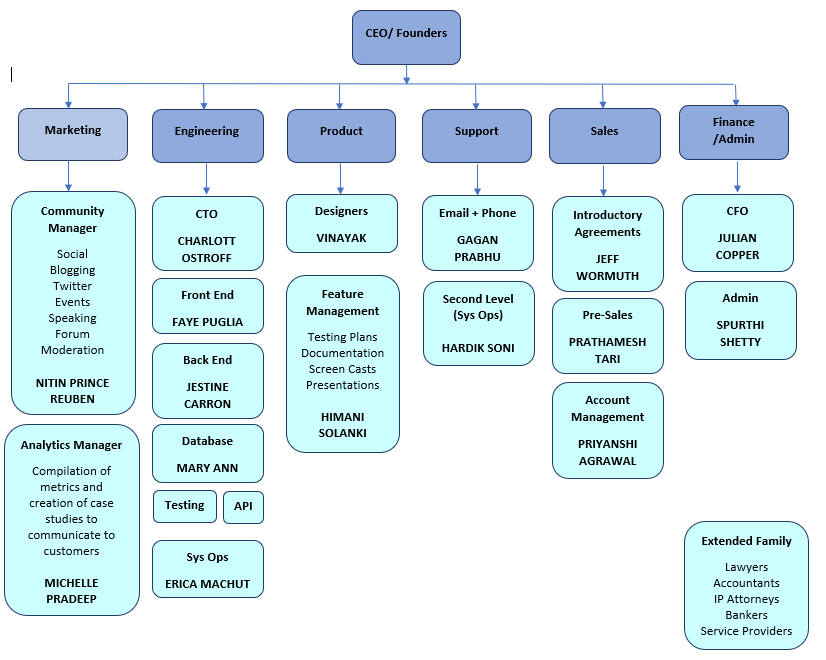 CEO/ Founders
Marketing
Engineering
Product
Support
Sales
Finance
/Admin
Community
Manager
Social
Blogging
Twitter
Events
Speaking
Forum
Moderation
NITIN PRINCE
REUBEN
Analytics Manager
Compilation of
metrics and
creation of case
studies to
communicate to
customers
MICHELLE
PRADEEP
CTO
CHARLOTT
OSTROFF
Front End
FAYE PUGLIA
Back End
JESTINE
CARRON
Database
MARY ANN
Testing
API
Sys Ops
ERICA MACHUT
Designers
VINAYAK
Feature
Management
Testing Plans
Documentation
Screen Casts
Presentations
HIMANI
SOLANKI
Email + Phone
GAGAN
PRABHU
Second Level
(Sys Ops)
HARDIK SONI
Introductory
Agreements
JEFF
WORMUTH
Pre-Sales
PRATHAMESH
TARI
Account
Management
PRIYANSHI
AGRAWAL
CFO
JULIAN
COPPER
Admin
SPURTHI
SHETTY
Extended Family
Lawyers
Accountants
IP Attorneys
Bankers
Service Providers